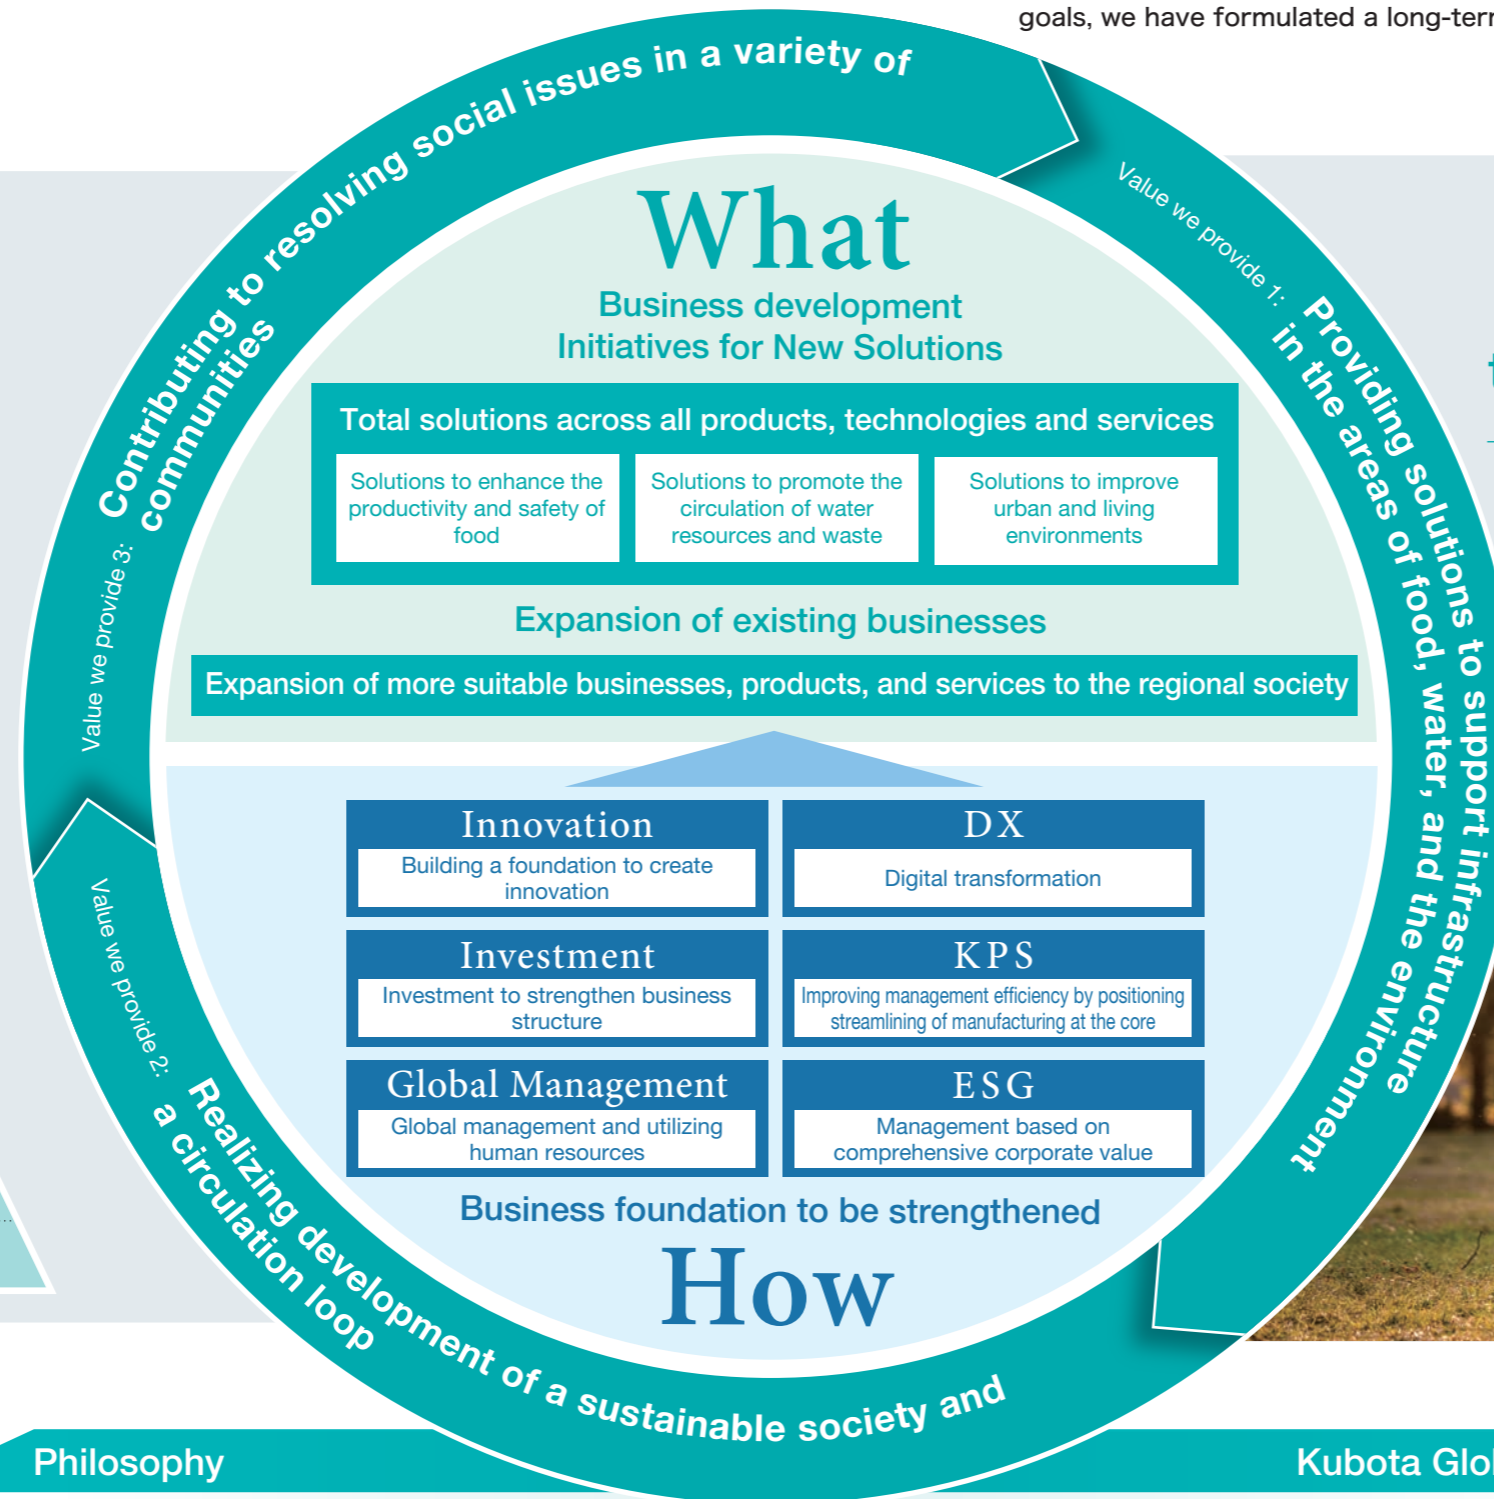 goals, we have formulated a long-ter
Contributing to resolving social issues in a variety of
communities
Value we provide 3:
Value we provide 1:
Providing solutions to support infrastructure
in the areas of food, water, and the environment
What
Business development
Initiatives for New Solutions
Total solutions across all products, technologies and services
Solutions to enhance the
productivity and safety of
food
Solutions to promote the
circulation of water
resources and waste
Solutions to improve
urban and living
environments
Expansion of existing businesses
Expansion of more suitable businesses, products, and services to the regional society
Innovation
Building a foundation to create
innovation
DX
Digital transformation
Investment
Investment to strengthen business
structure
KPS
Improving management efficiency by positioning
streamlining of manufacturing at the core
Global Management
Global management and utilizing
human resources
ESG
Management based on
comprehensive corporate value
Business foundation to be strengthened
How
Value we provide 2:
Realizing development of a sustainable society and
a circulation loop
Philosophy
Kubota Glo